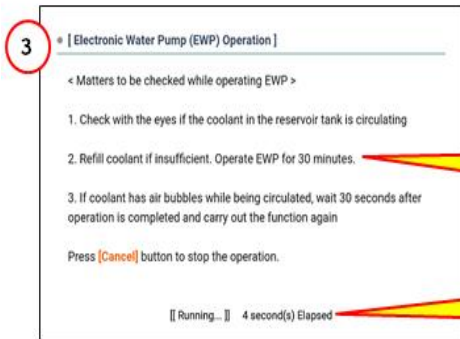 3
[ Electronic Water Pump (EWP) Operation ]
< Matters to be checked while operating EWP >
1. Check with the eyes if the coolant in the reservoir tank is circulating
2. Refill coolant if insufficient. Operate EWP for 30 minutes.
3. If coolant has air bubbles while being circulated, wait 30 seconds after
operation is completed and carry out the function again
Press [Cancel] button to stop the operation.
[[ Running... ]] 4 second(s) Elapsed